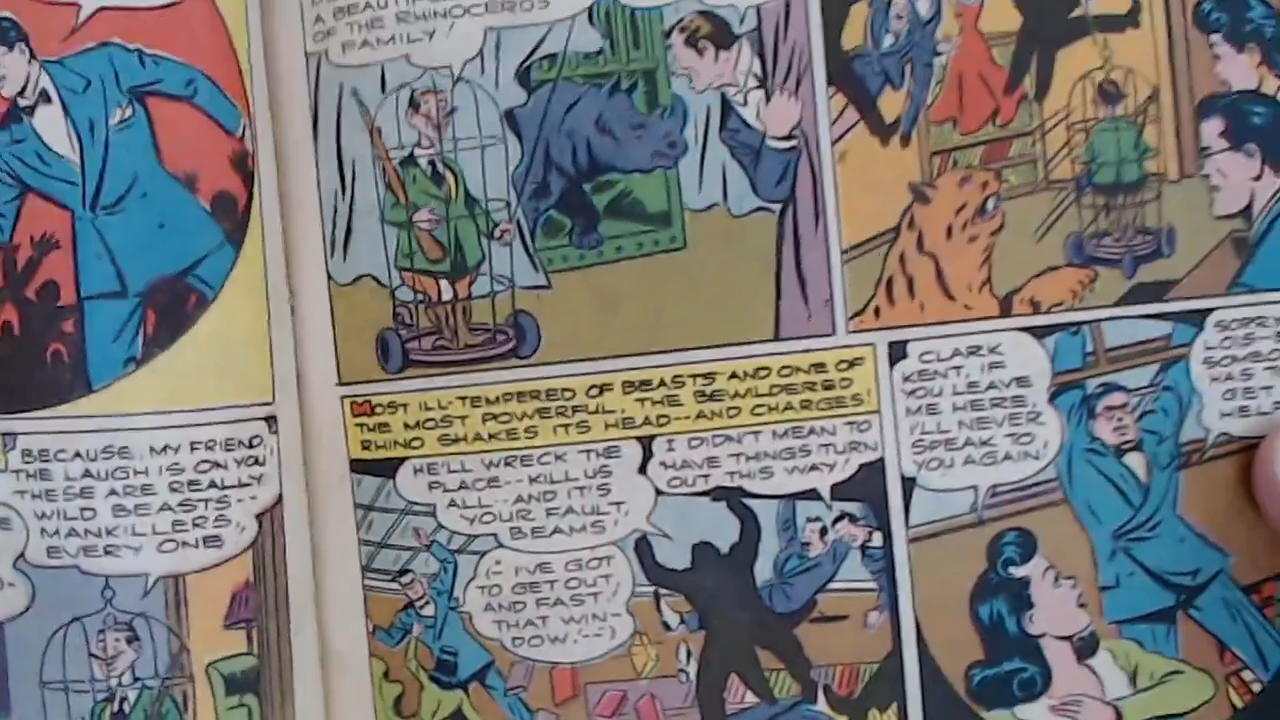 A BEAUTI
OF THE RHINOCEROS
FAMILY!
BECAUSE, MY FRIEND,
THE LAUGH IS ON YOU!
THESE ARE REALLY
WILD BEASTS--
MANKILLERS,
EVERY ONE
MOST ILL-TEMPERED OF BEASTS AND ONE OF
THE MOST POWERFUL, THE BEWILDERED
RHINO SHAKES ITS HEAD--AND CHARGES!
HE'LL WRECK THE
PLACE--KILL US
ALL--AND IT'S
YOUR FAULT,
BEAMS!
I DIDN'T MEAN TO
HAVE THINGS TURN
OUT THIS WAY!
(-I'VE GOT
TO GET OUT,
AND FAST!
THAT WIN-
DOW!--)
CLARK
KENT, IF
YOU LEAVE
ME HERE,
I'LL NEVER
SPEAK TO
YOU AGAIN!
SORRY
LOIS--
HAS
GET
HEL